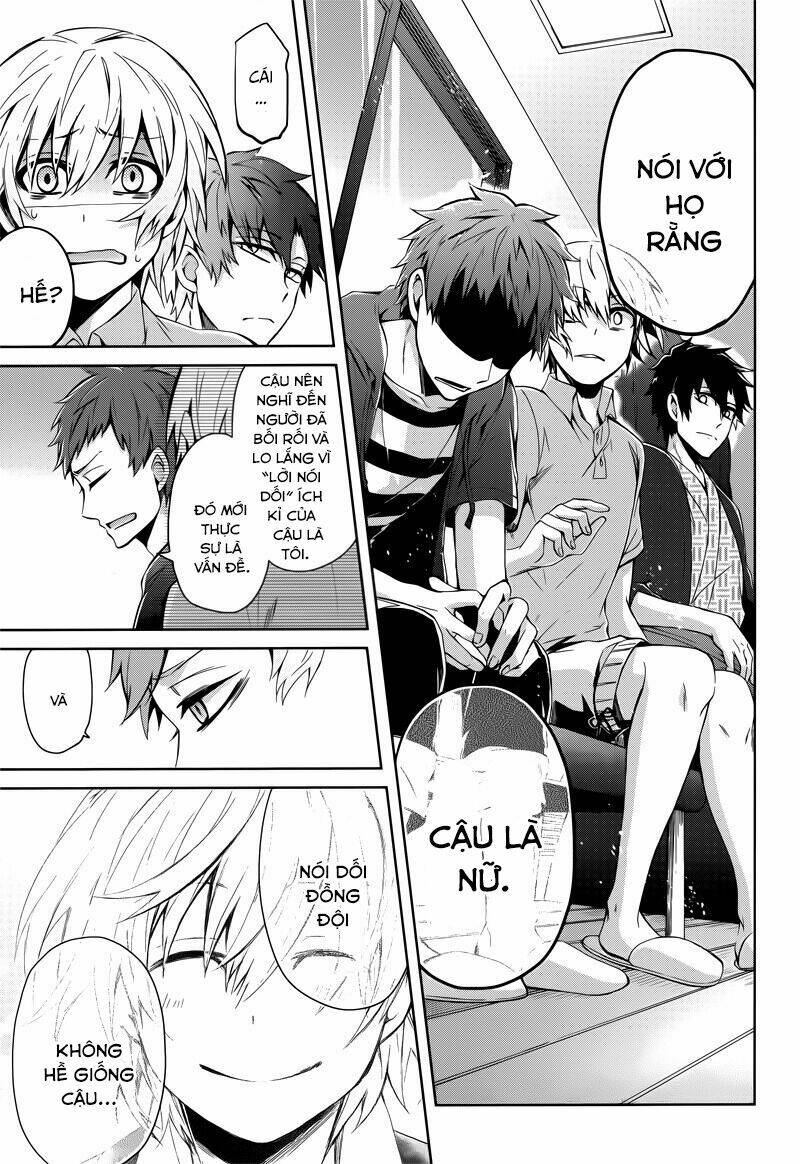 NÓI VỚI
HỌ
RẰNG
CẬU LÀ
NỮ.
CÁI
...
HẾ?
CẬU NÊN
NGHĨ ĐẾN
NGƯỜI ĐÃ
BỐI RỐI VÀ
LO LẮNG VÌ
"LỜI NÓI
DỐI" ÍCH
KỈ CỦA
CẬU LÀ
TÔI.
ĐÓ MỚI
THỰC
SỰ LÀ
VẤN ĐỀ.
VÀ
NÓI DỐI
ĐỒNG
ĐỘI
KHÔNG
HỀ GIỐNG
CẬU...